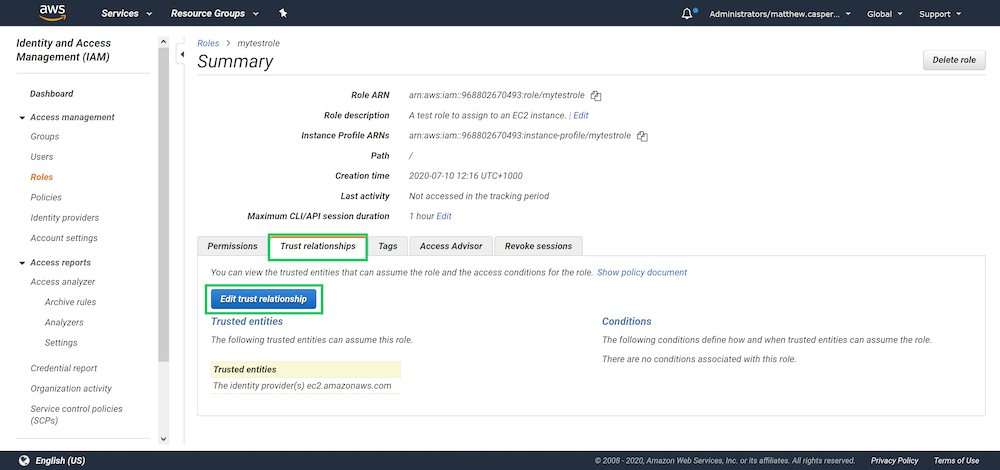 aws
Services
Resource Groups
Administrators/matthew.casper...
Global
Support
Identity and Access
Management (IAM)
Dashboard
Access management
Groups
Users
Roles
Policies
Identity providers
Account settings
Access reports
Access analyzer
Archive rules
Analyzers
Settings
Credential report
Organization activity
Service control policies
(SCPs)
Roles > mytestrole
Summary
Delete role
Role ARN arn:aws:iam::968802670493:role/mytestrole
Role description A test role to assign to an EC2 instance. | Edit
Instance Profile ARNs arn:aws:iam::968802670493:instance-profile/mytestrole
Path /
Creation time 2020-07-10 12:16 UTC+1000
Last activity Not accessed in the tracking period
Maximum CLI/API session duration 1 hour Edit
Permissions
Trust relationships
Tags
Access Advisor
Revoke sessions
You can view the trusted entities that can assume the role and the access conditions for the role. Show policy document
Edit trust relationship
Trusted entities
The following trusted entities can assume this role.
Trusted entities
The identity provider(s) ec2.amazonaws.com
Conditions
The following conditions define how and when trusted entities can assume the role.
There are no conditions associated with this role.
English (US)
© 2008 - 2020, Amazon Web Services, Inc. or its affiliates. All rights reserved.
Privacy Policy
Terms of Use